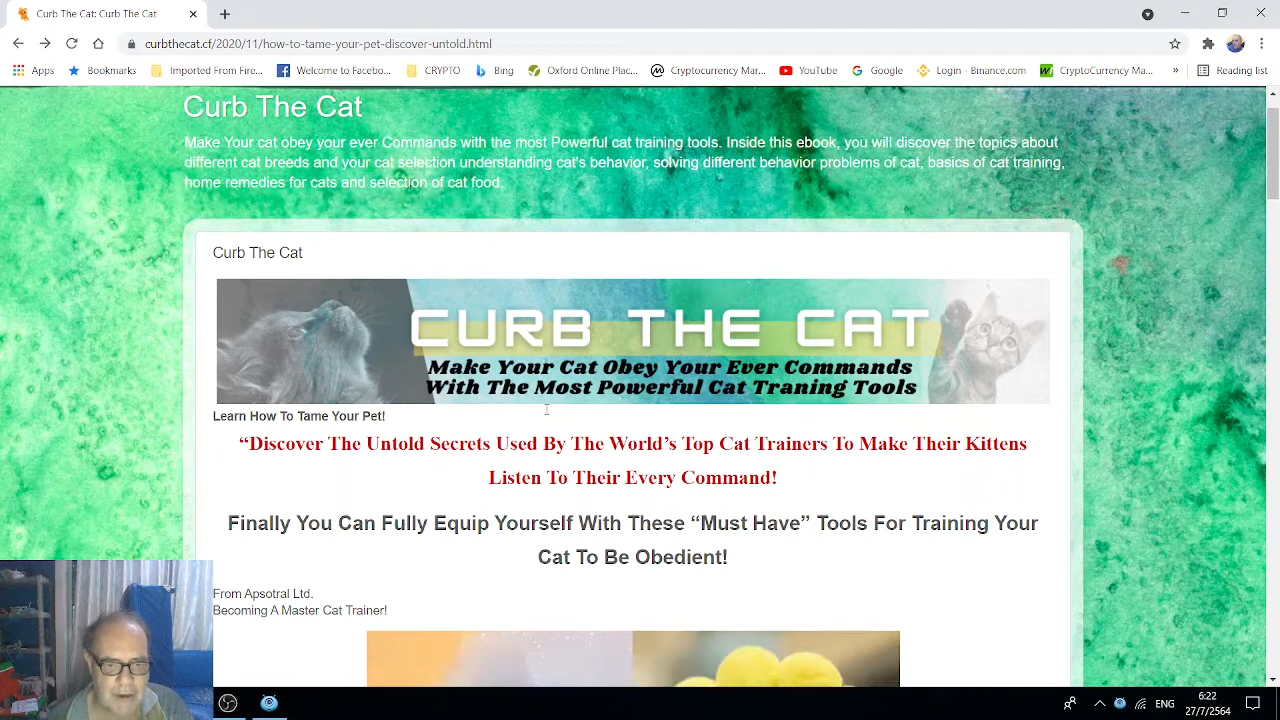 Curb The Cat Curb The Cat
curbthecat.cf/2020/11/how-to-tame-your-pet-discover-untold.html
Apps Bookmarks Imported From Fire... Welcome to Facebo... CRYPTO Bing Oxford Online Plac... Cryptocurrency Mar... YouTube Google Login · Binance.com CryptoCurrency Ma... » Reading list
Curb The Cat
Make Your cat obey your ever Commands with the most Powerful cat training tools. Inside this ebook, you will discover the topics about
different cat breeds and your cat selection understanding cat's behavior, solving different behavior problems of cat, basics of cat training,
home remedies for cats and selection of cat food.
Curb The Cat
CURB THE CAT
Make Your Cat Obey Your Ever Commands
With The Most Powerful Cat Traning Tools
Learn How To Tame Your Pet!
“Discover The Untold Secrets Used By The World’s Top Cat Trainers To Make Their Kittens
Listen To Their Every Command!
Finally You Can Fully Equip Yourself With These “Must Have” Tools For Training Your
Cat To Be Obedient!
From Apsotral Ltd.
Becoming A Master Cat Trainer!
ENG
6:22
27/7/2564